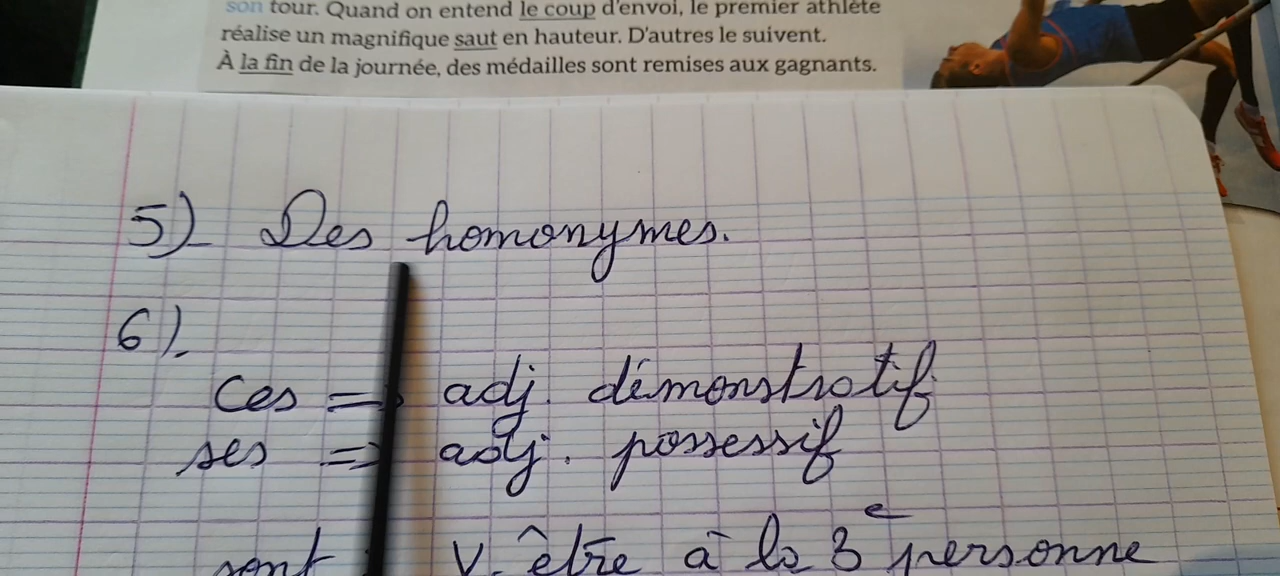 son tour. Quand on entend le coup d'envoi, le premier athlète
réalise un magnifique saut en hauteur. D'autres le suivent.
À la fin de la journée, des médailles sont remises aux gagnants.
5) Des homonymes.
6).
ces => adj. démonstratif
ses => adj. possessif
sont : V. être à la 3e personne